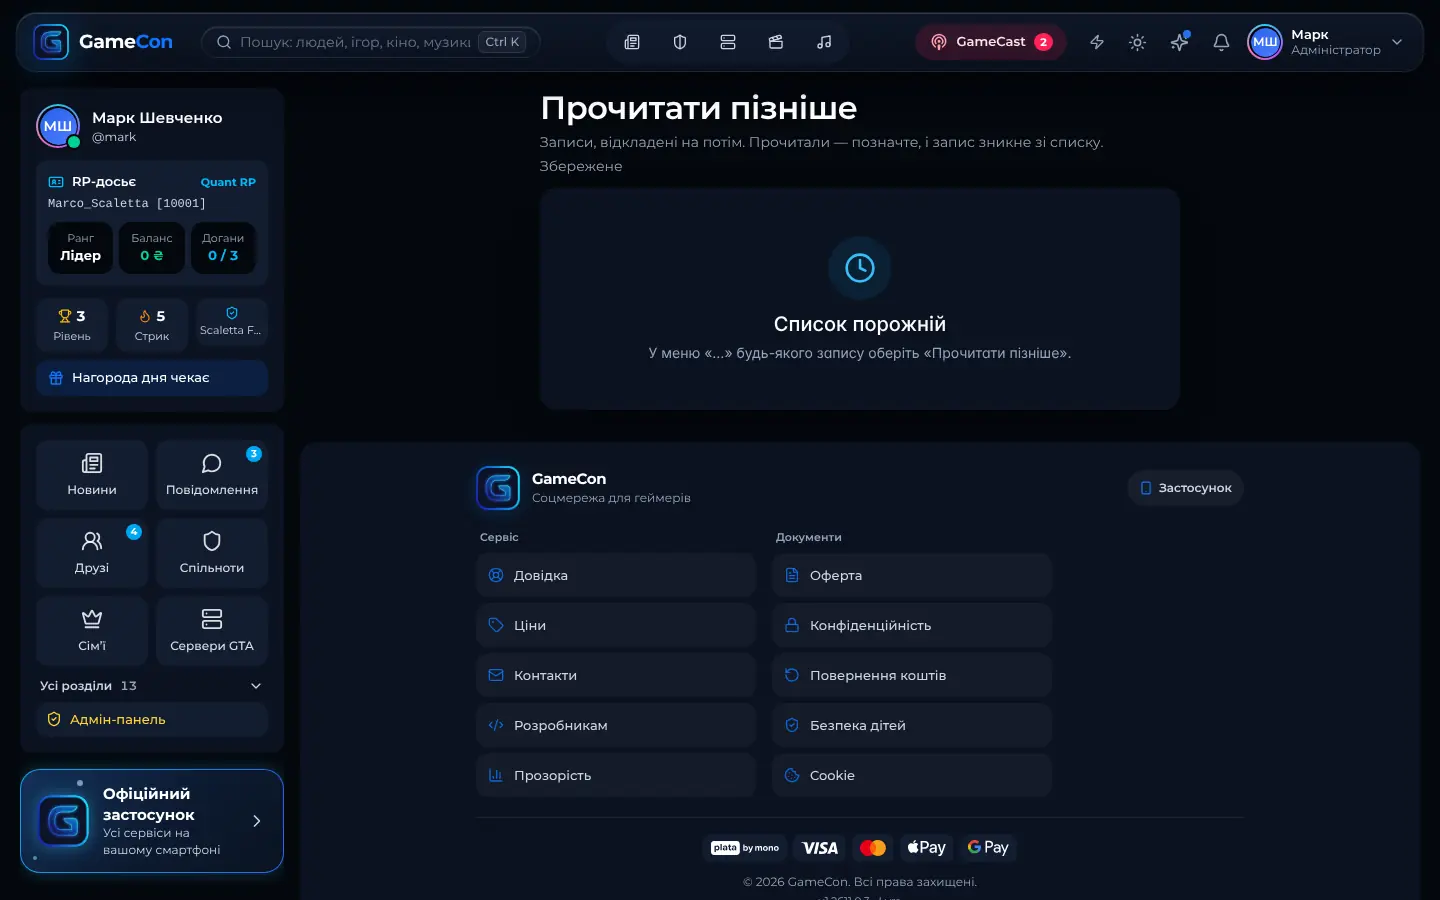 GameCon
Пошук: людей, ігор, кіно, музики
Ctrl K
GameCast 2
МШ
Марк
Адміністратор
МШ
Марк Шевченко
@mark
RP-досьє
Quant RP
Marco_Scaletta [10001]
Ранг
Лідер
Баланс
0 ₴
Догани
0 / 3
3
Рівень
5
Стрик
Scaletta F...
Нагорода дня чекає
Новини
3
Повідомлення
4
Друзі
Спільноти
Сім'ї
Сервери GTA
Усі розділи 13
Адмін-панель
Офіційний
застосунок
Усі сервіси на
вашому смартфоні
Прочитати пізніше
Записи, відкладені на потім. Прочитали — позначте, і запис зникне зі списку.
Збережене
Список порожній
У меню «...» будь-якого запису оберіть «Прочитати пізніше».
GameCon
Соцмережа для геймерів
Застосунок
Сервіс
Довідка
Ціни
Контакти
Розробникам
Прозорість
Документи
Оферта
Конфіденційність
Повернення коштів
Безпека дітей
Cookie
plata by mono
VISA
Pay
G Pay
© 2026 GameCon. Всі права захищені.